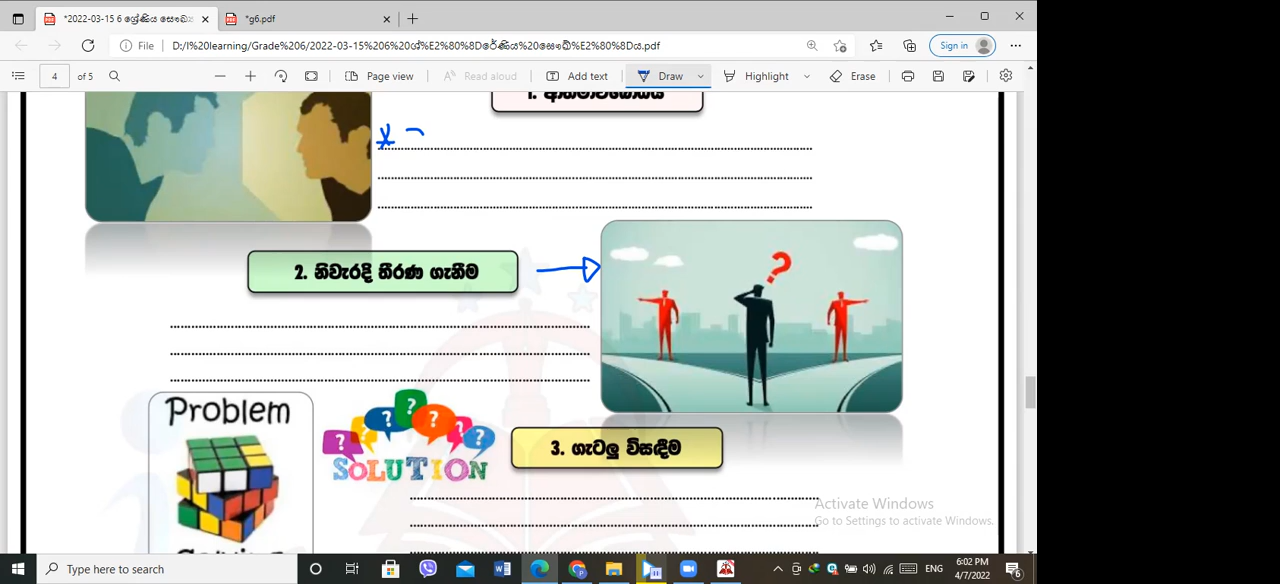 *2022-03-15 6 ශ්‍රේණිය සෞඛ්‍ය
*g6.pdf
File
D:/I%20learning/Grade%206/2022-03-15%206%20ශ්%E2%80%8Dරේණිය%20සෞඛ්%E2%80%8Dය.pdf
Sign in
4 of 5
Page view
Read aloud
Add text
Draw
Highlight
Erase
2. නිවැරදි තීරණ ගැනීම
?
Problem
? ? ? ? ? ?
SOLUTION
3. ගැටලු විසඳීම
Activate Windows
Go to Settings to activate Windows.
Type here to search
ENG
6:02 PM
4/7/2022
6